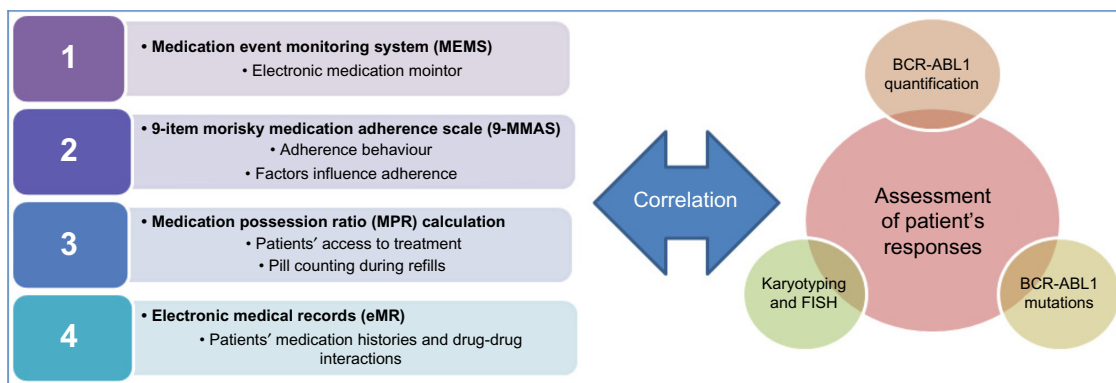 1
• Medication event monitoring system (MEMS)
• Electronic medication mointor
2
• 9-item morisky medication adherence scale (9-MMAS)
• Adherence behaviour
• Factors influence adherence
3
• Medication possession ratio (MPR) calculation
• Patients′ access to treatment
• Pill counting during refills
4
• Electronic medical records (eMR)
• Patients′ medication histories and drug-drug
interactions
Correlation
BCR-ABL1
quantification
Assessment
of patient's
responses
Karyotyping
and FISH
BCR-ABL1
mutations